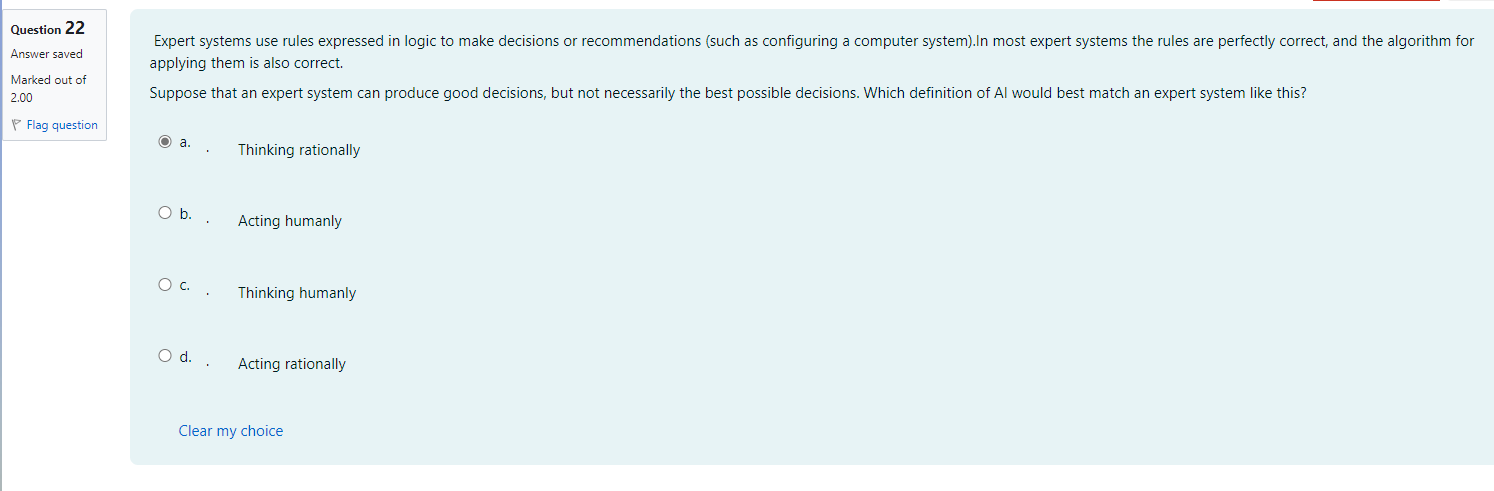 Question 22
Answer saved
Marked out of
2.00
Flag question
Expert systems use rules expressed in logic to make decisions or recommendations (such as configuring a computer system).In most expert systems the rules are perfectly correct, and the algorithm for
applying them is also correct.
Suppose that an expert system can produce good decisions, but not necessarily the best possible decisions. Which definition of AI would best match an expert system like this?
a. . Thinking rationally
b. . Acting humanly
c. . Thinking humanly
d. . Acting rationally
Clear my choice